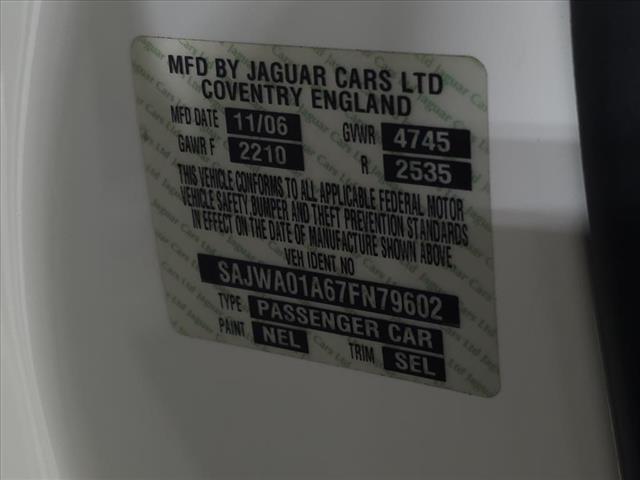 MFD BY JAGUAR CARS LTD
COVENTRY ENGLAND
MFD DATE 11/06 GVWR 4745
GAWR F 2210 R 2535
THIS VEHICLE CONFORMS TO ALL APPLICABLE FEDERAL MOTOR
VEHICLE SAFETY, BUMPER AND THEFT PREVENTION STANDARDS
IN EFFECT ON THE DATE OF MANUFACTURE SHOWN ABOVE
VEH IDENT NO
SAJWA01A67FN79602
TYPE PASSENGER CAR
PAINT NEL TRIM SEL